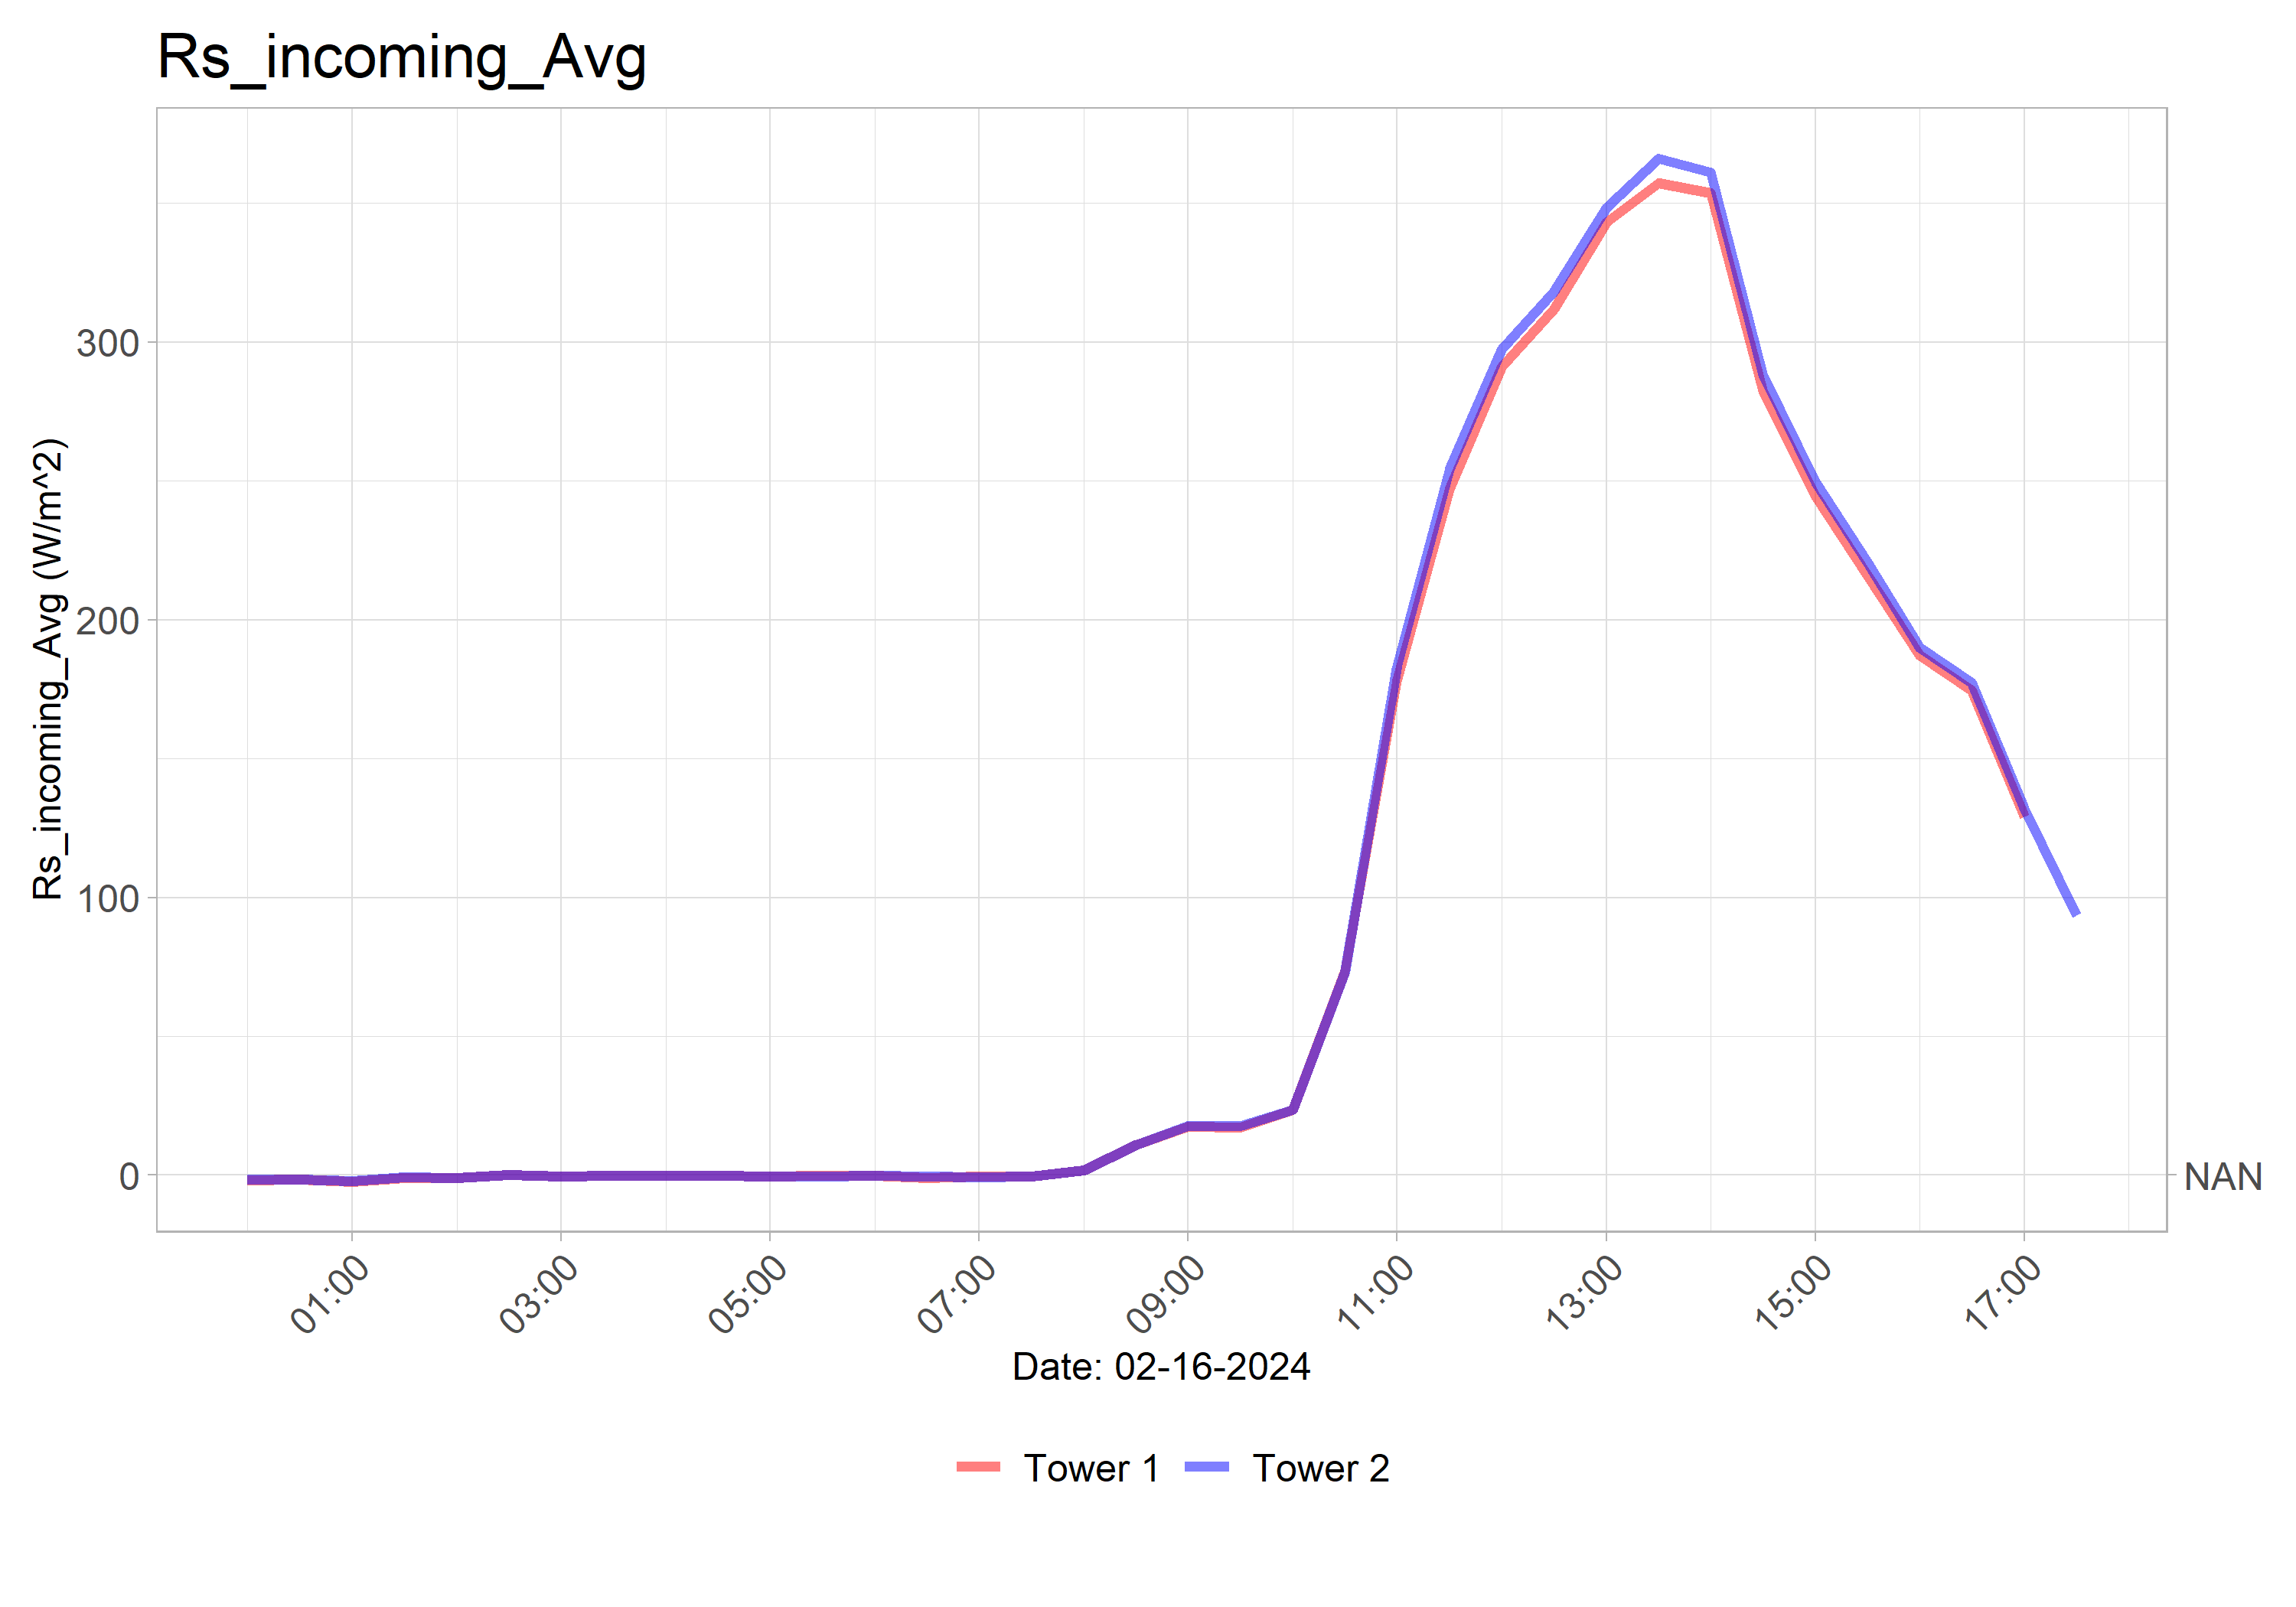 Rs_incoming_Avg
Rs_incoming_Avg (W/m^2)
300
200
100
0
NAN
01:00
03:00
05:00
07:00
09:00
11:00
13:00
15:00
17:00
Date: 02-16-2024
Tower 1
Tower 2